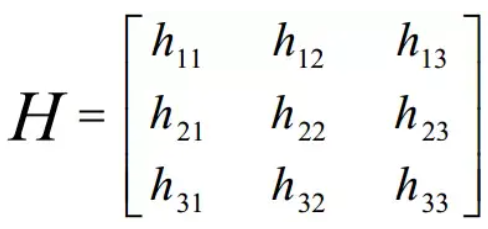 h₁₁ h₁₂ h₁₃
H = h₂₁ h₂₂ h₂₃
h₃₁ h₃₂ h₃₃